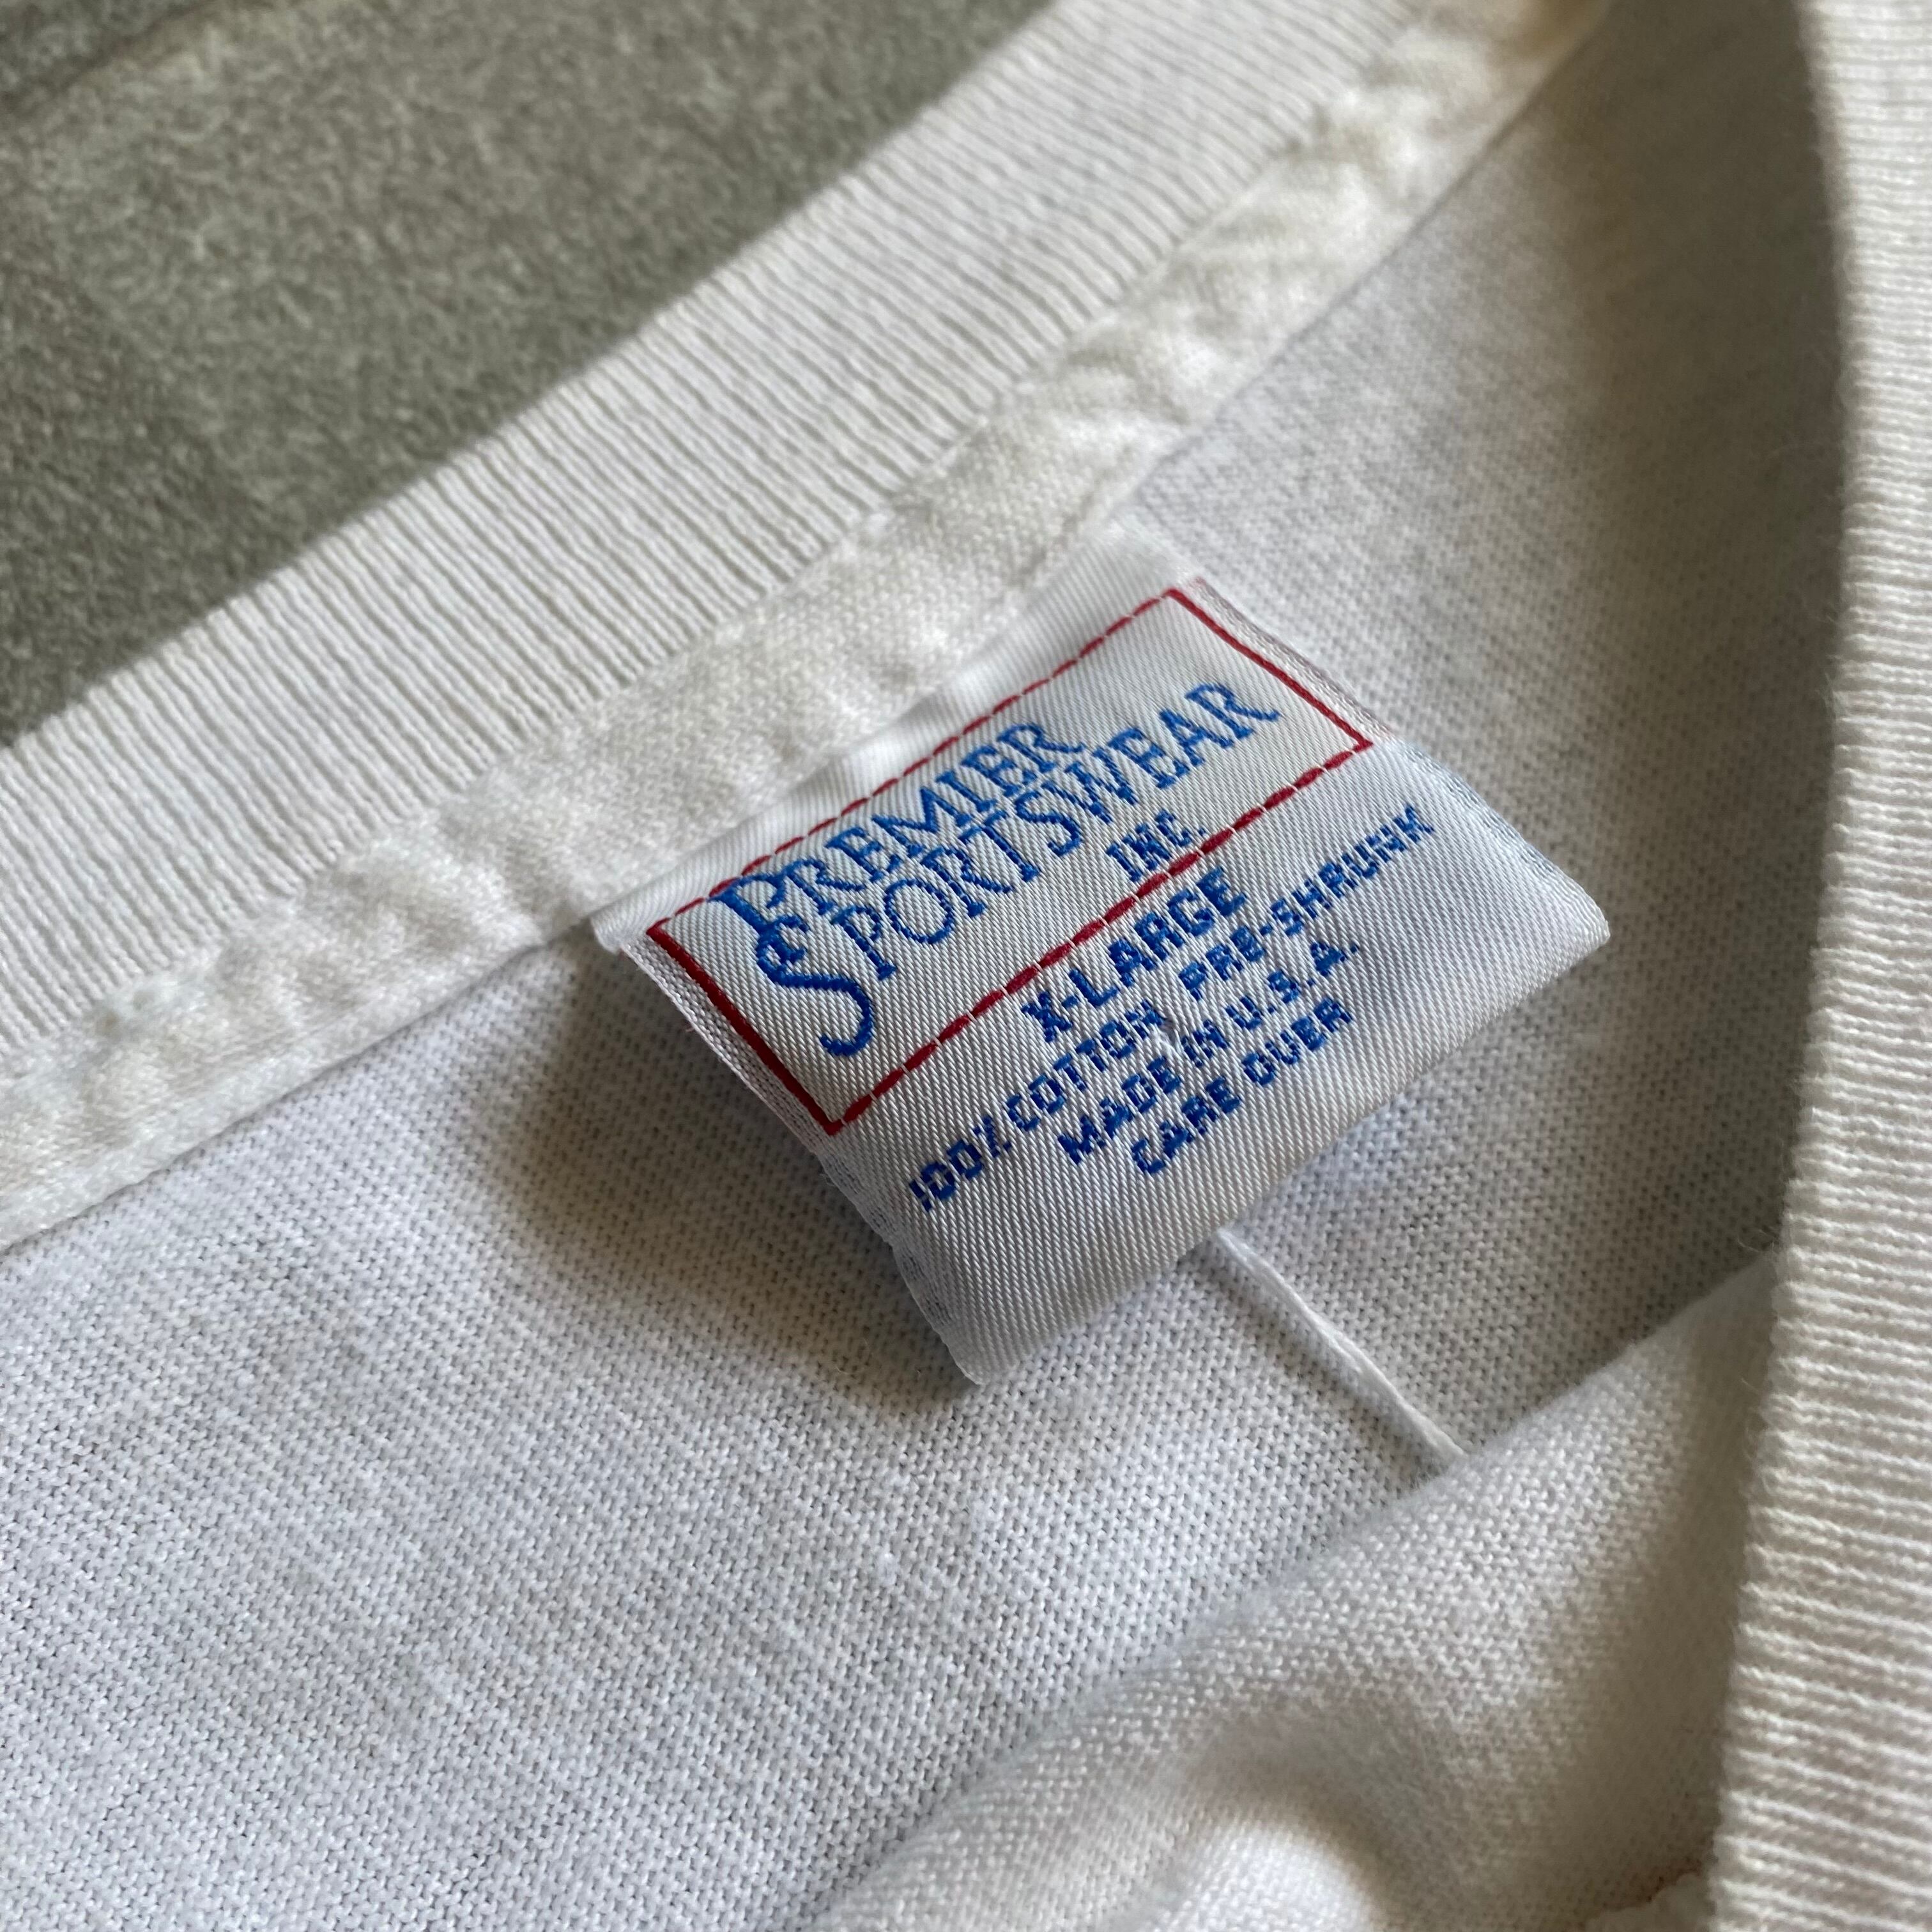 PREMIER
SPORTSWEAR
INC.
X-LARGE
100% COTTON PRE-SHRUNK
MADE IN U.S.A.
CARE OVER